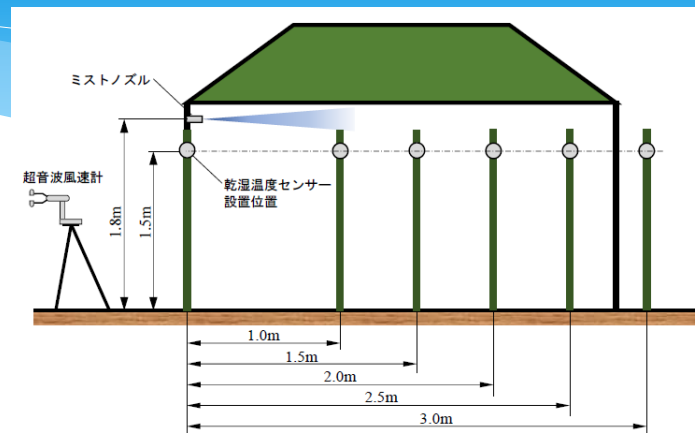 ミストノズル
超音波風速計
乾湿温度センサー
設置位置
1.8m
1.5m
1.0m
1.5m
2.0m
2.5m
3.0m